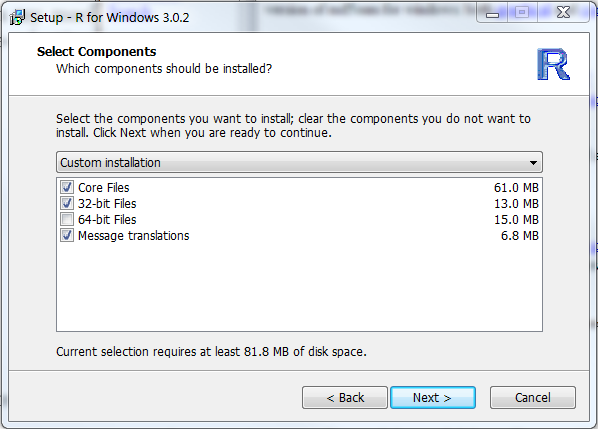 Setup - R for Windows 3.0.2
Select Components
Which components should be installed?
R
Select the components you want to install; clear the components you do not want to
install. Click Next when you are ready to continue.
Custom installation
Core Files 61.0 MB
32-bit Files 13.0 MB
64-bit Files 15.0 MB
Message translations 6.8 MB
Current selection requires at least 81.8 MB of disk space.
< Back Next > Cancel